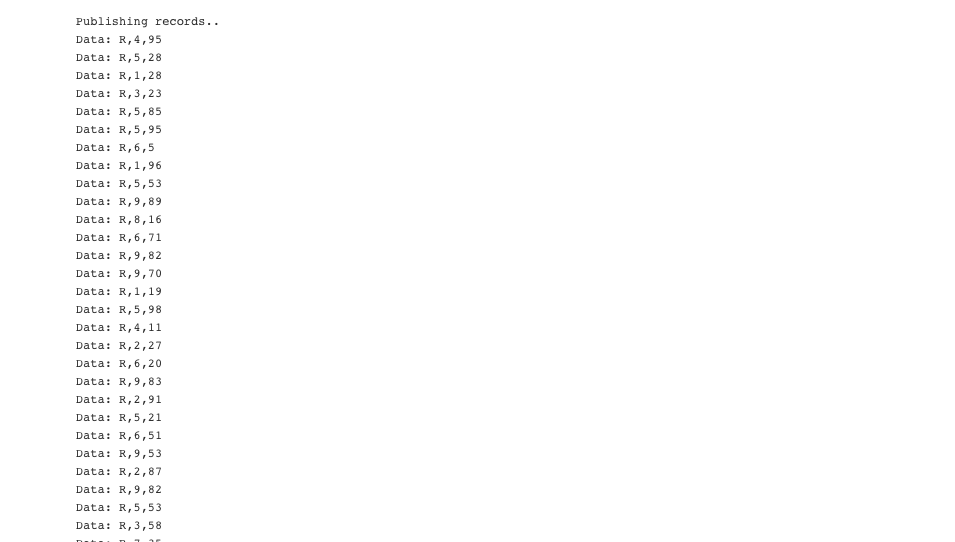 Publishing records..
Data: R,4,95
Data: R,5,28
Data: R,1,28
Data: R,3,23
Data: R,5,85
Data: R,5,95
Data: R,6,5
Data: R,1,96
Data: R,5,53
Data: R,9,89
Data: R,8,16
Data: R,6,71
Data: R,9,82
Data: R,9,70
Data: R,1,19
Data: R,5,98
Data: R,4,11
Data: R,2,27
Data: R,6,20
Data: R,9,83
Data: R,2,91
Data: R,5,21
Data: R,6,51
Data: R,9,53
Data: R,2,87
Data: R,9,82
Data: R,5,53
Data: R,3,58